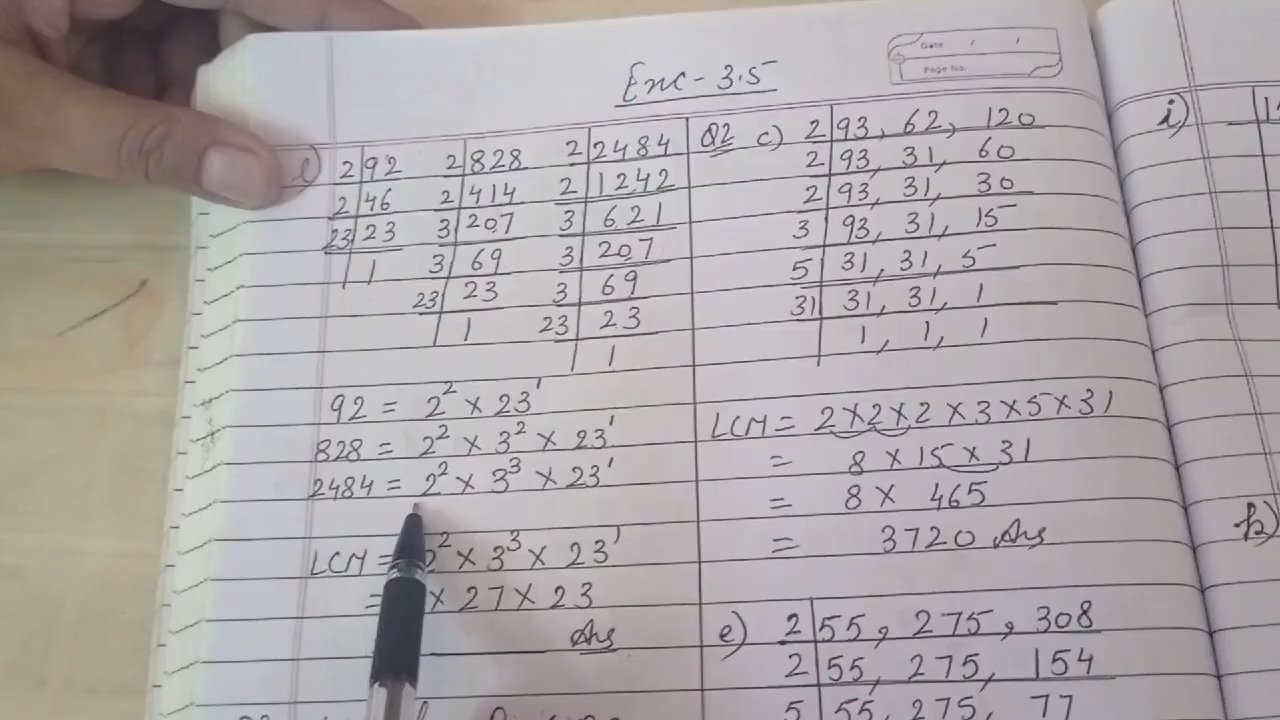 Date / /
Page No.
Exc - 3.5
2|92
2|46
23|23
|1
2|828
2|414
3|207
3|69
23|23
|1
2|2484
2|1242
3|621
3|207
3|69
23|23
|1
92 = 2² × 23¹
828 = 2² × 3² × 23¹
2484 = 2² × 3³ × 23¹
LCM = 2² × 3³ × 23¹
= × 27 × 23
Ans
Q2 c) 2|93, 62, 120
2|93, 31, 60
2|93, 31, 30
3|93, 31, 15
5|31, 31, 5
31|31, 31, 1
|1, 1, 1
LCM = 2×2×2×3×5×31
= 8 × 15 × 31
= 8 × 465
= 3720 Ans
e) 2|55, 275, 308
2|55, 275, 154
5|55, 275, 77
i)